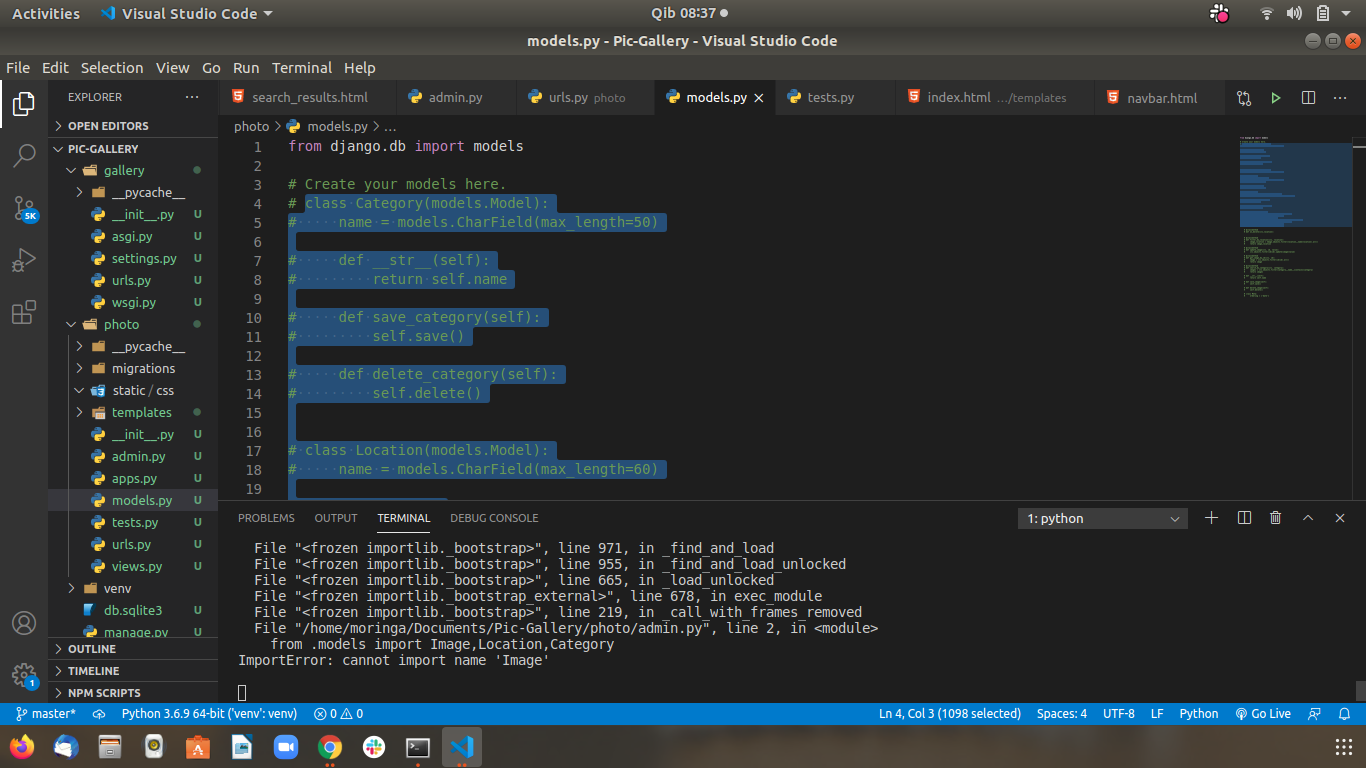 Activities
Visual Studio Code
Qib 08:37
models.py - Pic-Gallery - Visual Studio Code
File Edit Selection View Go Run Terminal Help
EXPLORER
search_results.html
admin.py
urls.py photo
models.py
tests.py
index.html .../templates
navbar.html
OPEN EDITORS
PIC-GALLERY
gallery
__pycache__
__init__.py U
asgi.py U
settings.py U
urls.py U
wsgi.py U
photo
__pycache__
migrations
static / css
templates
__init__.py U
admin.py U
apps.py U
models.py U
tests.py U
urls.py U
views.py U
venv
db.sqlite3 U
manage.py U
OUTLINE
TIMELINE
NPM SCRIPTS
5K
1
photo > models.py > ...
1 from django.db import models
2
3 # Create your models here.
4 # class Category(models.Model):
5 #     name = models.CharField(max_length=50)
6
7 #     def __str__(self):
8 #         return self.name
9
10 #     def save_category(self):
11 #         self.save()
12
13 #     def delete_category(self):
14 #         self.delete()
15
16
17 # class Location(models.Model):
18 #     name = models.CharField(max_length=60)
19
PROBLEMS OUTPUT TERMINAL DEBUG CONSOLE
1: python
File "<frozen importlib._bootstrap>", line 971, in _find_and_load
File "<frozen importlib._bootstrap>", line 955, in _find_and_load_unlocked
File "<frozen importlib._bootstrap>", line 665, in _load_unlocked
File "<frozen importlib._bootstrap_external>", line 678, in exec_module
File "<frozen importlib._bootstrap>", line 219, in _call_with_frames_removed
File "/home/moringa/Documents/Pic-Gallery/photo/admin.py", line 2, in <module>
from .models import Image,Location,Category
ImportError: cannot import name 'Image'
master*
Python 3.6.9 64-bit ('venv': venv)
0
0
Ln 4, Col 3 (1098 selected)
Spaces: 4
UTF-8
LF
Python
Go Live